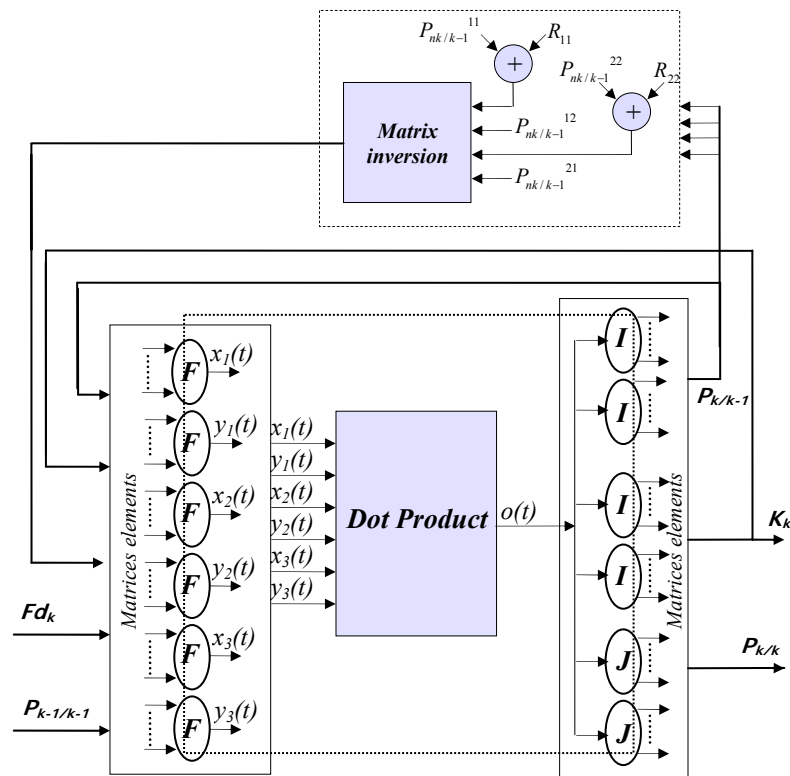 P_{nk/k-1}^{11} R_{11}
+
P_{nk/k-1}^{22} R_{22}
+
Matrix
inversion
P_{nk/k-1}^{12}
P_{nk/k-1}^{21}
F x_1(t)
F y_1(t)
F x_2(t)
F y_2(t)
F x_3(t)
F y_3(t)
Matrices elements
x_1(t)
y_1(t)
x_2(t)
y_2(t)
x_3(t)
y_3(t)
Dot Product
o(t)
I
I
I
I
J
J
Matrices elements
P_{k/k-1}
K_k
P_{k/k}
Fd_k
P_{k-1/k-1}